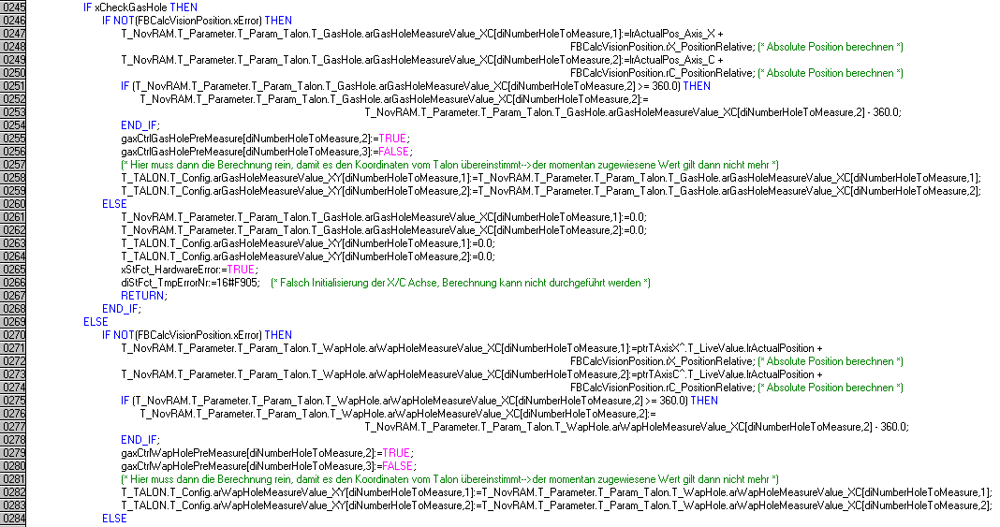 0245 IF xCheckGasHole THEN
0246 IF NOT(FBCalcVisionPosition.xError) THEN
0247 T_NovRAM.T_Parameter.T_Param_Talon.T_GasHole.arGasHoleMeasureValue_XC[diNumberHoleToMeasure,1]:=lrActualPos_Axis_X +
0248 FBCalcVisionPosition.rX_PositionRelative; (* Absolute Position berechnen *)
0249 T_NovRAM.T_Parameter.T_Param_Talon.T_GasHole.arGasHoleMeasureValue_XC[diNumberHoleToMeasure,2]:=lrActualPos_Axis_C +
0250 FBCalcVisionPosition.rC_PositionRelative; (* Absolute Position berechnen *)
0251 IF (T_NovRAM.T_Parameter.T_Param_Talon.T_GasHole.arGasHoleMeasureValue_XC[diNumberHoleToMeasure,2] >= 360.0) THEN
0252 T_NovRAM.T_Parameter.T_Param_Talon.T_GasHole.arGasHoleMeasureValue_XC[diNumberHoleToMeasure,2]:=
0253 T_NovRAM.T_Parameter.T_Param_Talon.T_GasHole.arGasHoleMeasureValue_XC[diNumberHoleToMeasure,2] - 360.0;
0254 END_IF;
0255 gaxCtrlGasHolePreMeasure[diNumberHoleToMeasure,2]:=TRUE;
0256 gaxCtrlGasHolePreMeasure[diNumberHoleToMeasure,3]:=FALSE;
0257 (* Hier muss dann die Berechnung rein, damit es den Koordinaten vom Talon übereinstimmt-->der momentan zugewiesene Wert gilt dann nicht mehr *)
0258 T_TALON.T_Config.arGasHoleMeasureValue_XY[diNumberHoleToMeasure,1]:=T_NovRAM.T_Parameter.T_Param_Talon.T_GasHole.arGasHoleMeasureValue_XC[diNumberHoleToMeasure,1];
0259 T_TALON.T_Config.arGasHoleMeasureValue_XY[diNumberHoleToMeasure,2]:=T_NovRAM.T_Parameter.T_Param_Talon.T_GasHole.arGasHoleMeasureValue_XC[diNumberHoleToMeasure,2];
0260 ELSE
0261 T_NovRAM.T_Parameter.T_Param_Talon.T_GasHole.arGasHoleMeasureValue_XC[diNumberHoleToMeasure,1]:=0.0;
0262 T_NovRAM.T_Parameter.T_Param_Talon.T_GasHole.arGasHoleMeasureValue_XC[diNumberHoleToMeasure,2]:=0.0;
0263 T_TALON.T_Config.arGasHoleMeasureValue_XY[diNumberHoleToMeasure,1]:=0.0;
0264 T_TALON.T_Config.arGasHoleMeasureValue_XY[diNumberHoleToMeasure,2]:=0.0;
0265 xStFct_HardwareError:=TRUE;
0266 diStFct_TmpErrorNr:=16#F905; (* Falsch Initialisierung der X/C Achse, Berechnung kann nicht durchgeführt werden *)
0267 RETURN;
0268 END_IF;
0269 ELSE
0270 IF NOT(FBCalcVisionPosition.xError) THEN
0271 T_NovRAM.T_Parameter.T_Param_Talon.T_WapHole.arWapHoleMeasureValue_XC[diNumberHoleToMeasure,1]:=ptrTAxisX^.T_LiveValue.lrActualPosition +
0272 FBCalcVisionPosition.rX_PositionRelative; (* Absolute Position berechnen *)
0273 T_NovRAM.T_Parameter.T_Param_Talon.T_WapHole.arWapHoleMeasureValue_XC[diNumberHoleToMeasure,2]:=ptrTAxisC^.T_LiveValue.lrActualPosition +
0274 FBCalcVisionPosition.rC_PositionRelative; (* Absolute Position berechnen *)
0275 IF (T_NovRAM.T_Parameter.T_Param_Talon.T_WapHole.arWapHoleMeasureValue_XC[diNumberHoleToMeasure,2] >= 360.0) THEN
0276 T_NovRAM.T_Parameter.T_Param_Talon.T_WapHole.arWapHoleMeasureValue_XC[diNumberHoleToMeasure,2]:=
0277 T_NovRAM.T_Parameter.T_Param_Talon.T_WapHole.arWapHoleMeasureValue_XC[diNumberHoleToMeasure,2] - 360.0;
0278 END_IF;
0279 gaxCtrlWapHolePreMeasure[diNumberHoleToMeasure,2]:=TRUE;
0280 gaxCtrlWapHolePreMeasure[diNumberHoleToMeasure,3]:=FALSE;
0281 (* Hier muss dann die Berechnung rein, damit es den Koordinaten vom Talon übereinstimmt-->der momentan zugewiesene Wert gilt dann nicht mehr *)
0282 T_TALON.T_Config.arWapHoleMeasureValue_XY[diNumberHoleToMeasure,1]:=T_NovRAM.T_Parameter.T_Param_Talon.T_WapHole.arWapHoleMeasureValue_XC[diNumberHoleToMeasure,1];
0283 T_TALON.T_Config.arWapHoleMeasureValue_XY[diNumberHoleToMeasure,2]:=T_NovRAM.T_Parameter.T_Param_Talon.T_WapHole.arWapHoleMeasureValue_XC[diNumberHoleToMeasure,2];
0284 ELSE